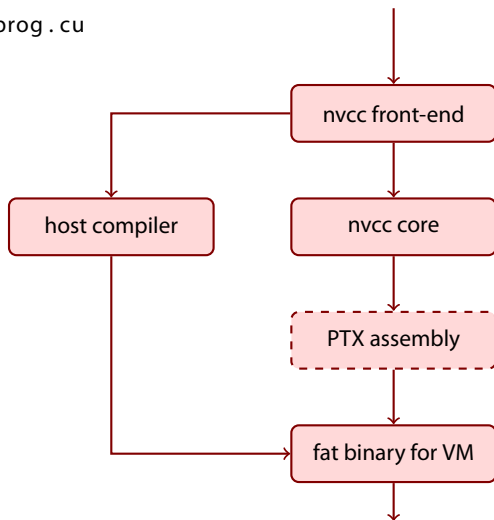 prog.cu
nvcc front-end
host compiler
nvcc core
PTX assembly
fat binary for VM